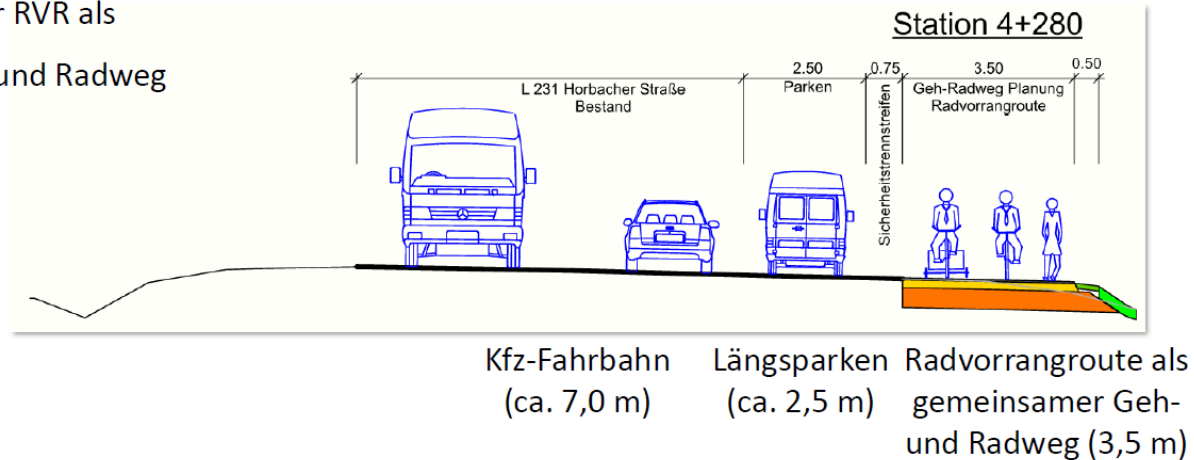 r RVR als
und Radweg
Station 4+280
2.50
0.75
3.50
0.50
L 231 Horbacher Straße
Bestand
Parken
Sicherheitstrennstreifen
Geh-Radweg Planung
Radvorrangroute
Kfz-Fahrbahn
(ca. 7,0 m)
Längsparken
(ca. 2,5 m)
Radvorrangroute als
gemeinsamer Geh-
und Radweg (3,5 m)